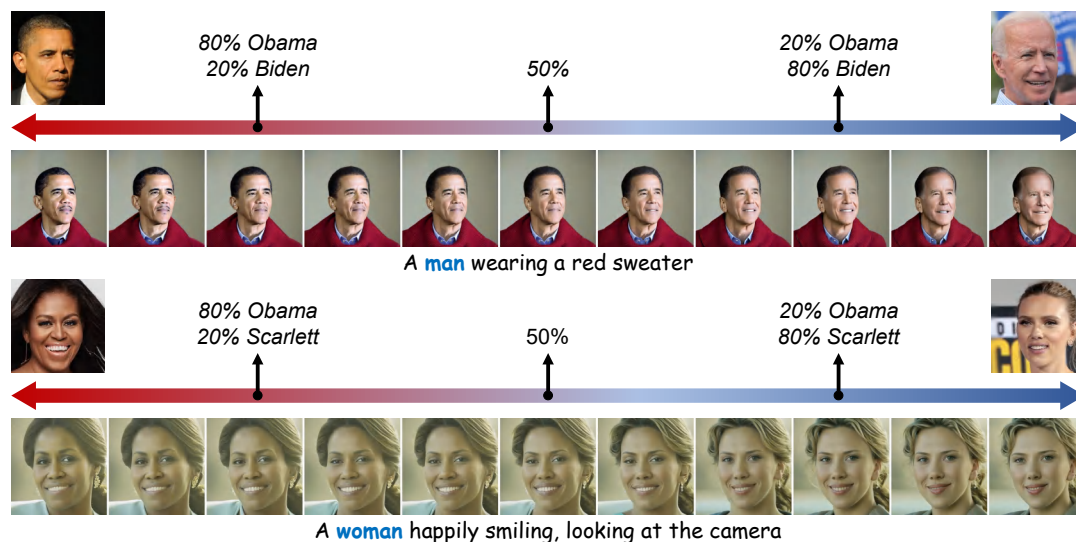 80% Obama
20% Biden
50%
20% Obama
80% Biden
A man wearing a red sweater
80% Obama
20% Scarlett
50%
20% Obama
80% Scarlett
A woman happily smiling, looking at the camera